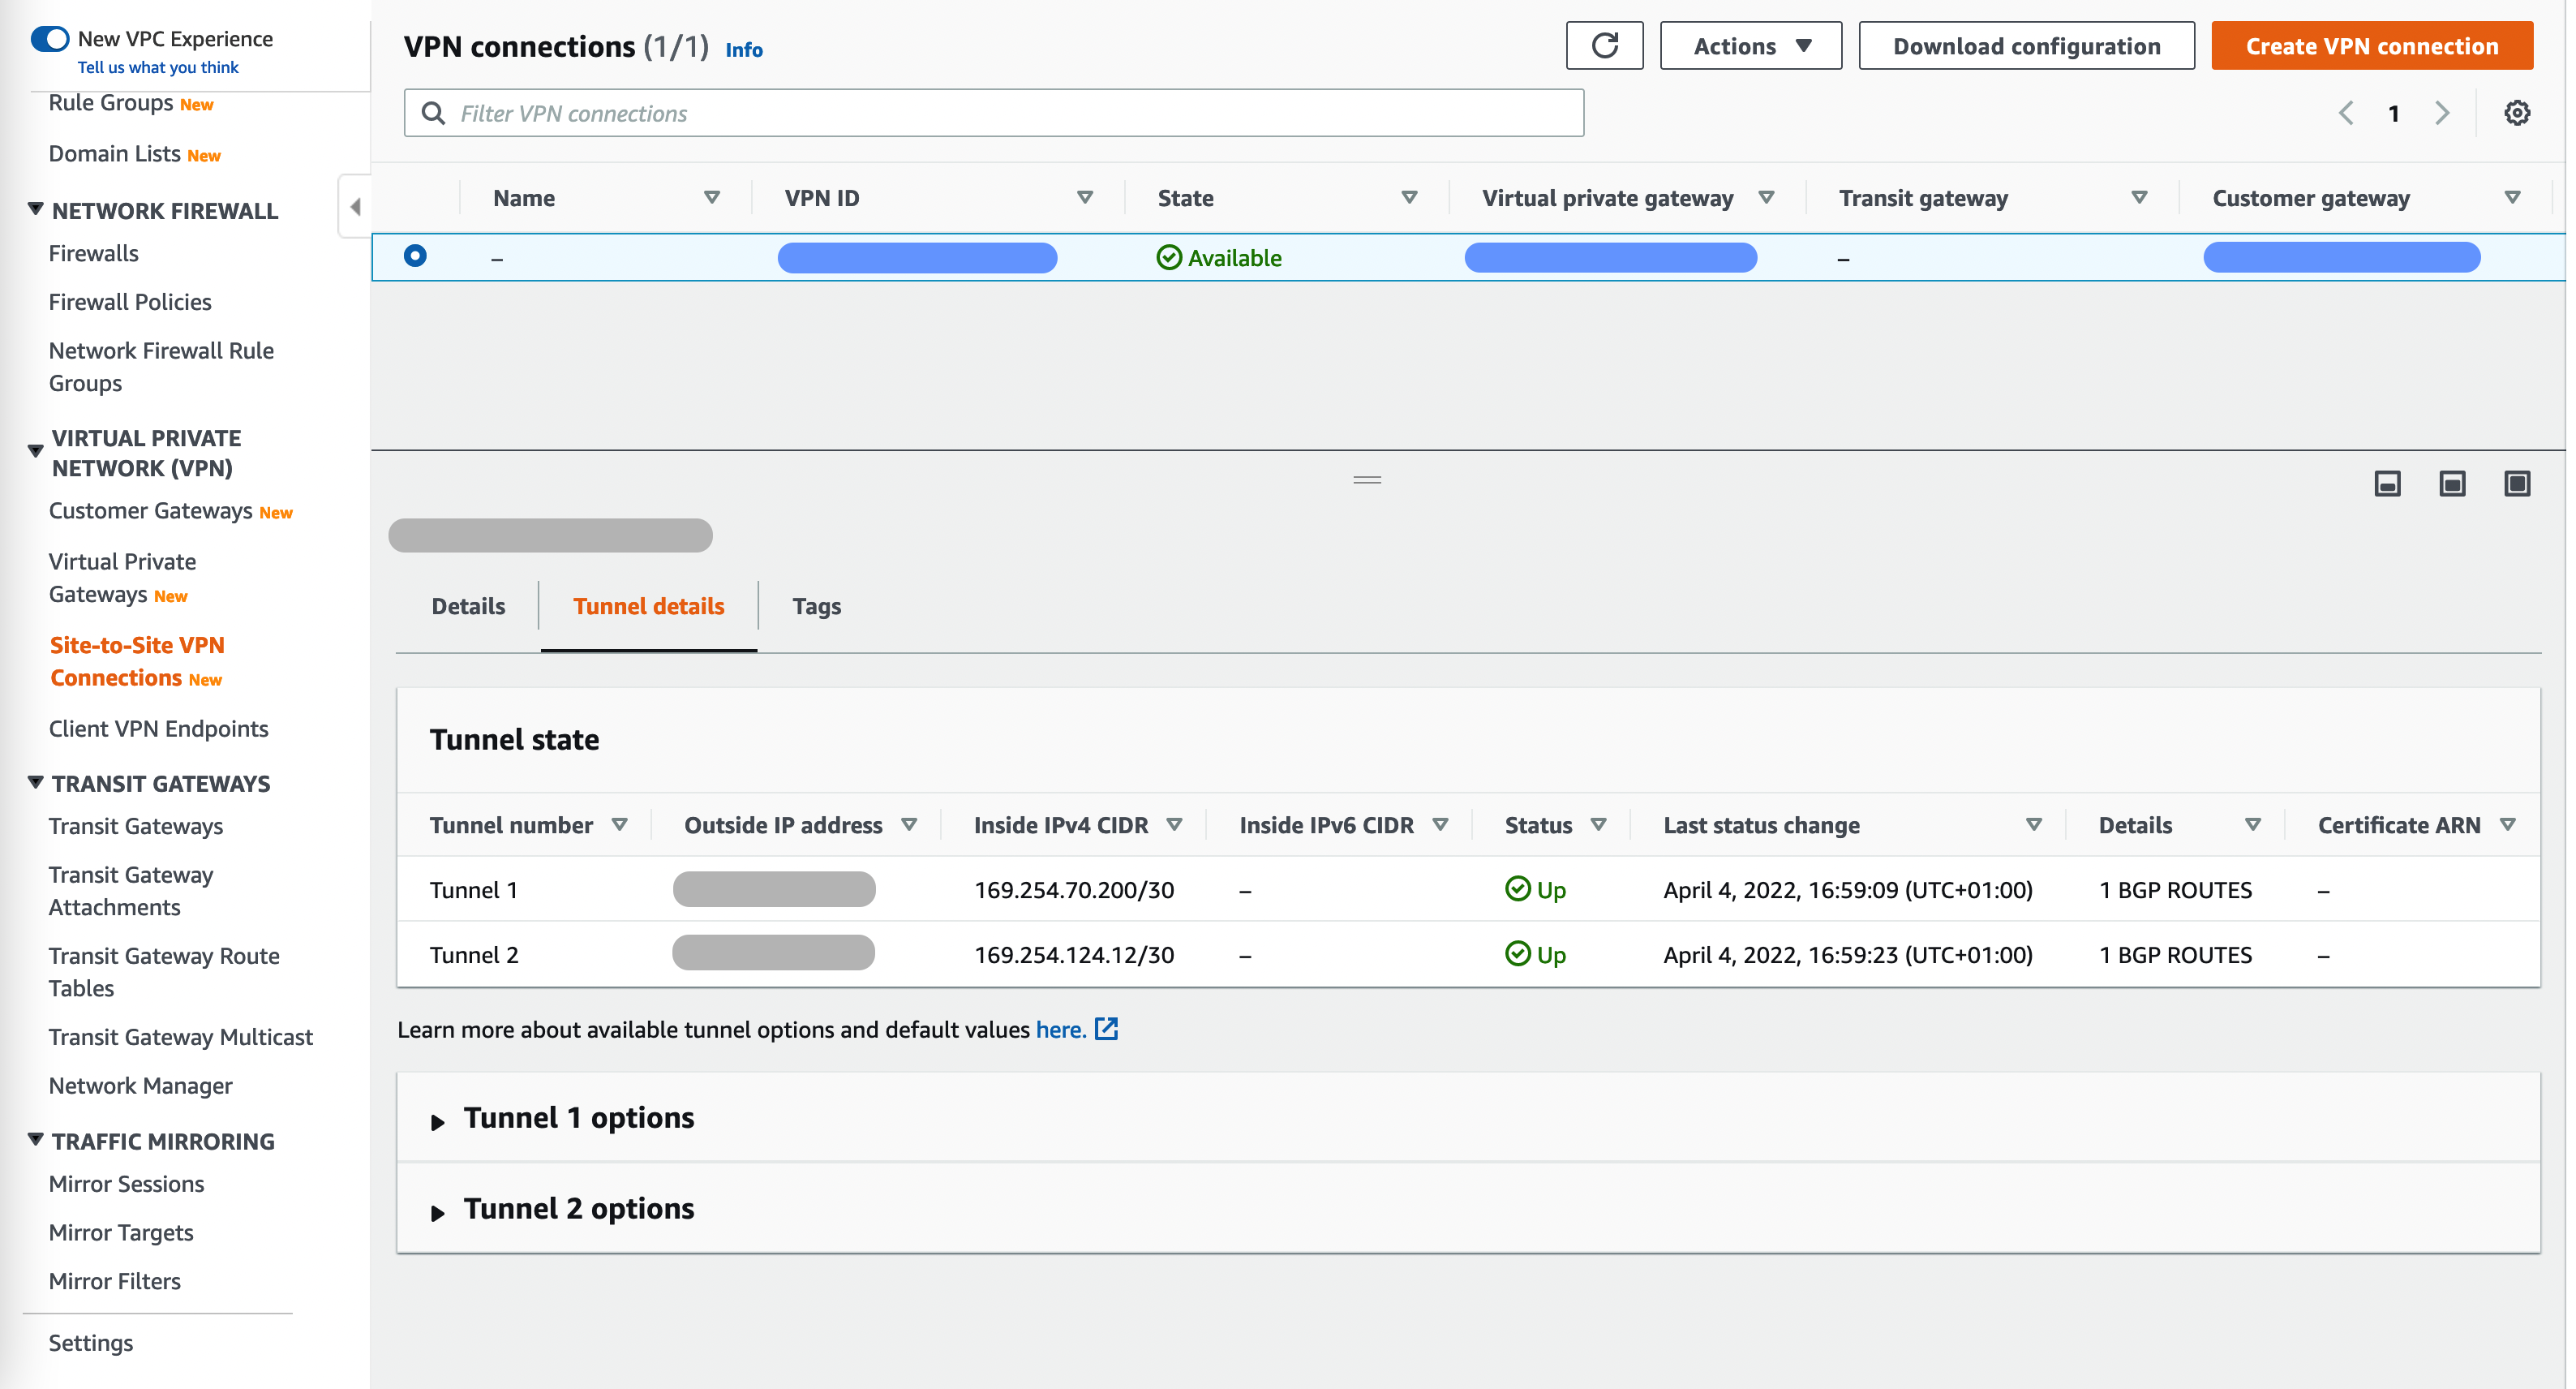 New VPC Experience
Tell us what you think
Rule Groups New
Domain Lists New
NETWORK FIREWALL
Firewalls
Firewall Policies
Network Firewall Rule
Groups
VIRTUAL PRIVATE
NETWORK (VPN)
Customer Gateways New
Virtual Private
Gateways New
Site-to-Site VPN
Connections New
Client VPN Endpoints
TRANSIT GATEWAYS
Transit Gateways
Transit Gateway
Attachments
Transit Gateway Route
Tables
Transit Gateway Multicast
Network Manager
TRAFFIC MIRRORING
Mirror Sessions
Mirror Targets
Mirror Filters
Settings
VPN connections (1/1) Info
Actions
Download configuration
Create VPN connection
Filter VPN connections
1
Name VPN ID State Virtual private gateway Transit gateway Customer gateway
– Available –
Details Tunnel details Tags
Tunnel state
Tunnel number Outside IP address Inside IPv4 CIDR Inside IPv6 CIDR Status Last status change Details Certificate ARN
Tunnel 1 169.254.70.200/30 – Up April 4, 2022, 16:59:09 (UTC+01:00) 1 BGP ROUTES –
Tunnel 2 169.254.124.12/30 – Up April 4, 2022, 16:59:23 (UTC+01:00) 1 BGP ROUTES –
Learn more about available tunnel options and default values here.
Tunnel 1 options
Tunnel 2 options